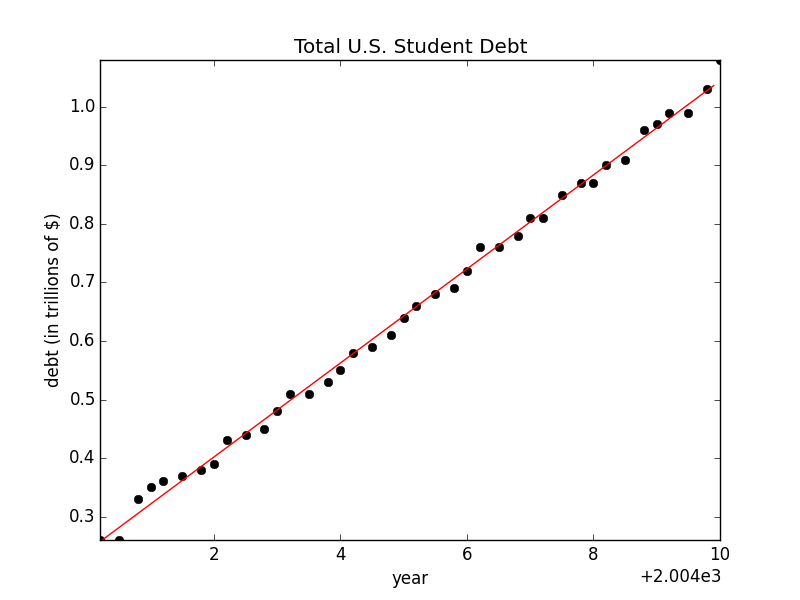 Total U.S. Student Debt
debt (in trillions of $)
1.0
0.9
0.8
0.7
0.6
0.5
0.4
0.3
2 4 6 8 10
year
+2.004e3